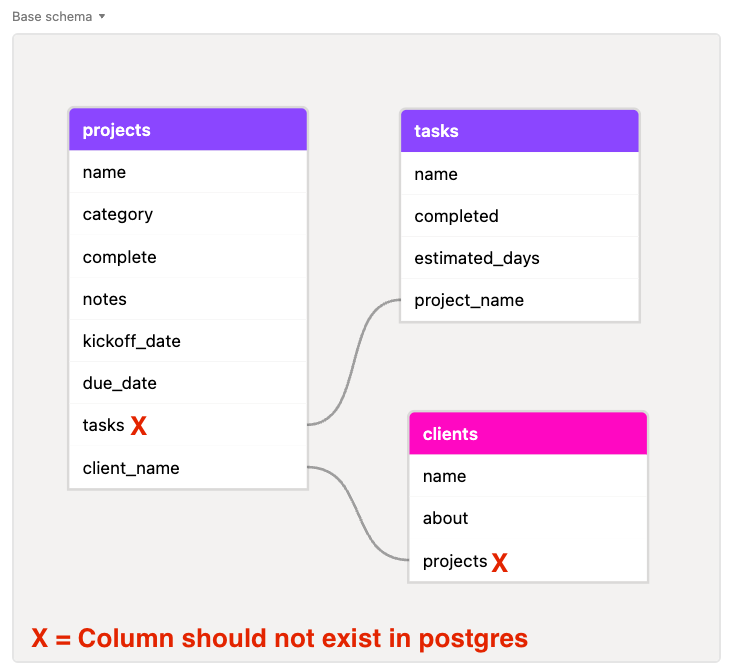 Base schema
projects
name
category
complete
notes
kickoff_date
due_date
tasks X
client_name
tasks
name
completed
estimated_days
project_name
clients
name
about
projects X
X = Column should not exist in postgres